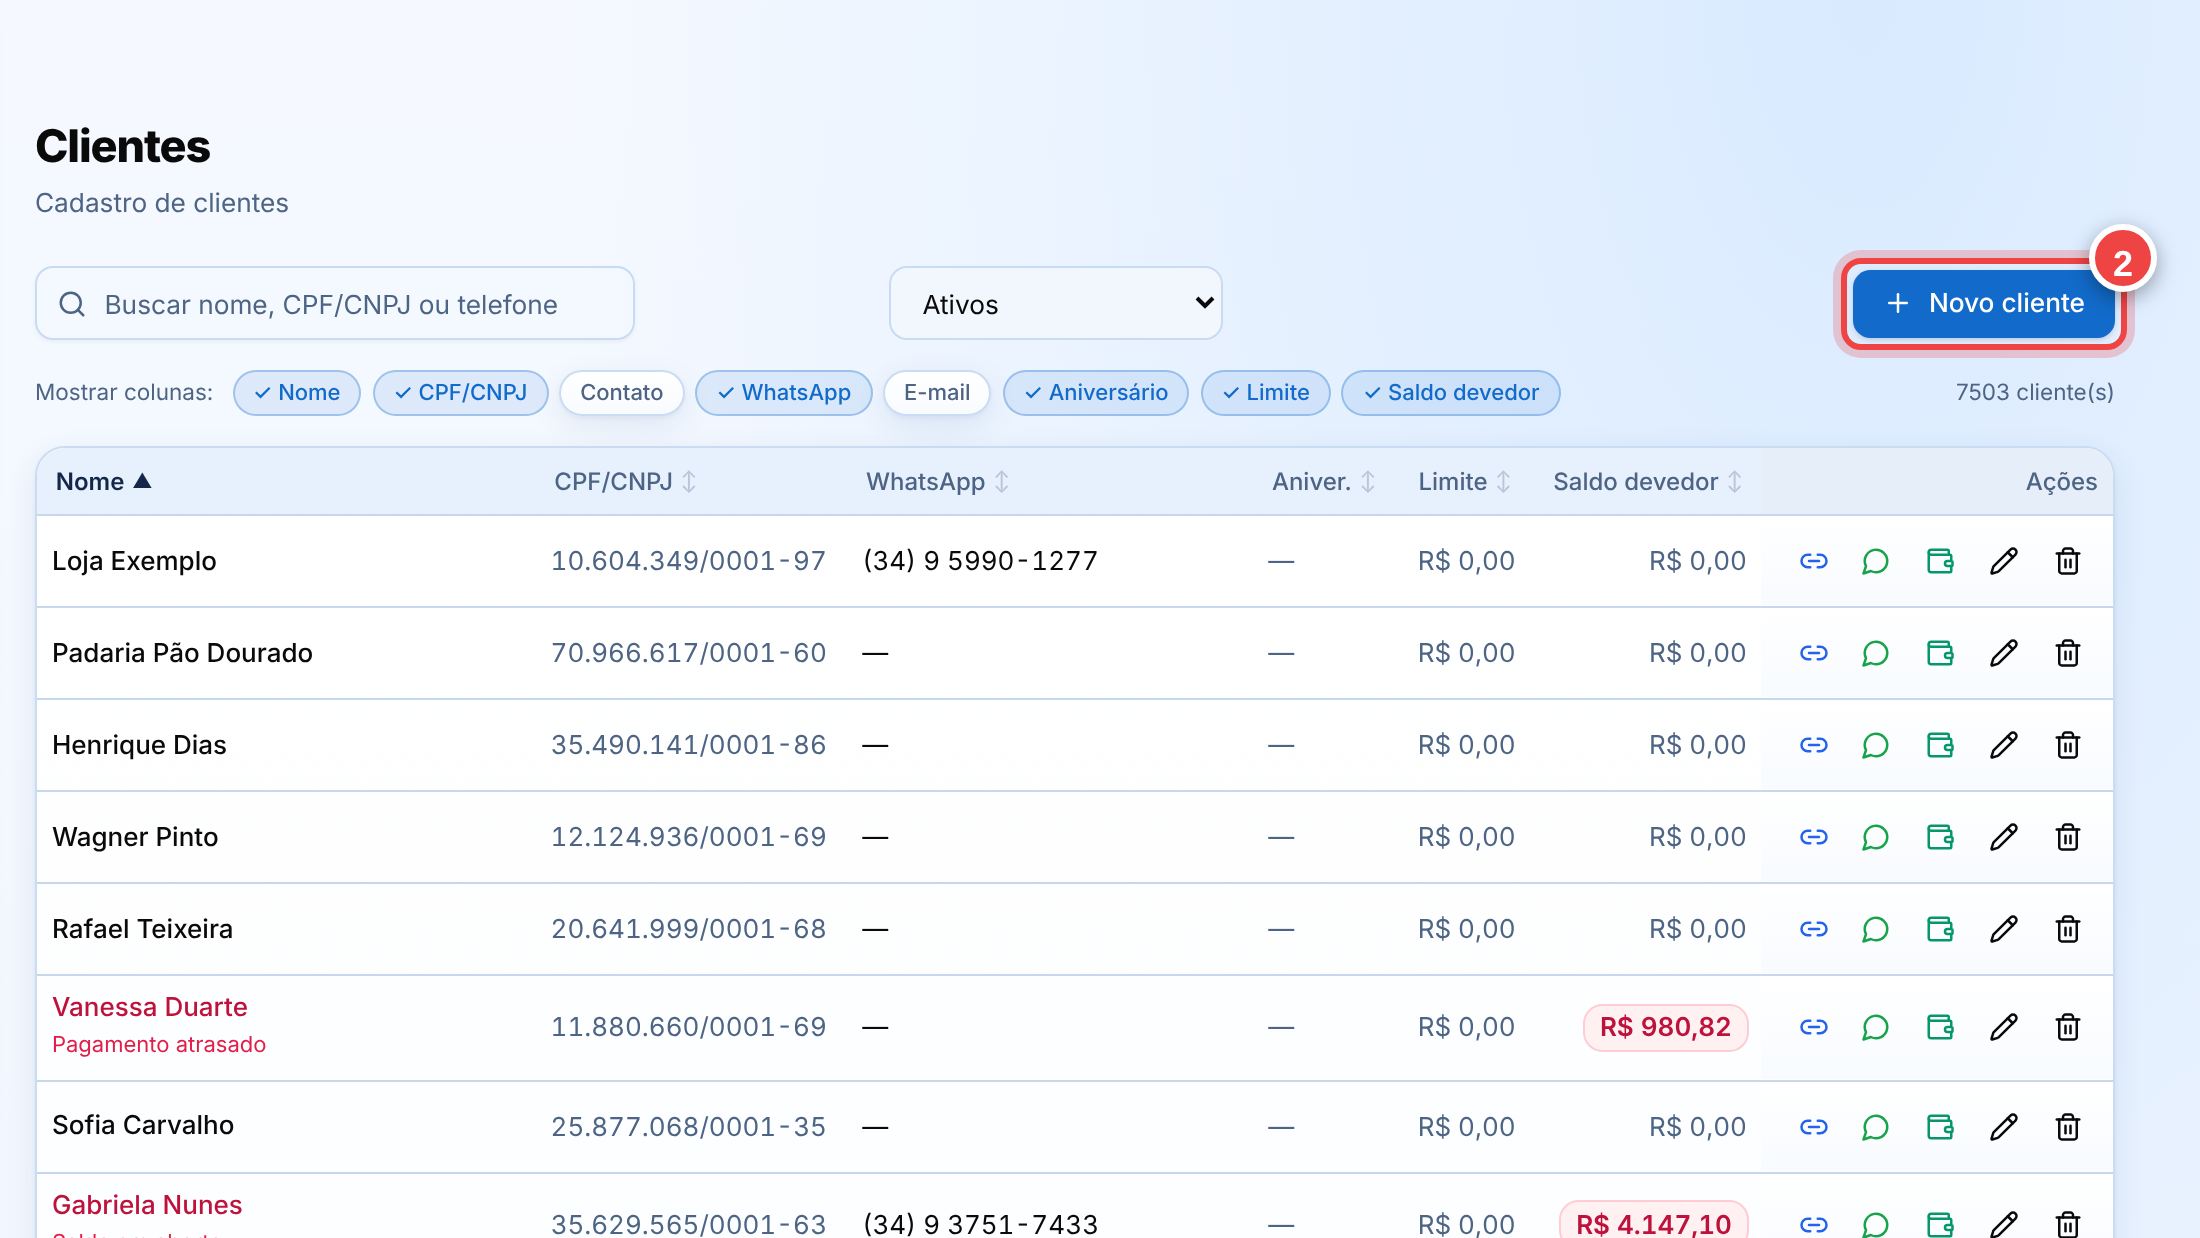 Clientes
Cadastro de clientes
Buscar nome, CPF/CNPJ ou telefone
Ativos
Novo cliente
2
Mostrar colunas: Nome CPF/CNPJ Contato WhatsApp E-mail Aniversário Limite Saldo devedor 7503 cliente(s)
Nome CPF/CNPJ WhatsApp Aniver. Limite Saldo devedor Ações
Loja Exemplo 10.604.349/0001-97 (34) 9 5990-1277 — R$ 0,00 R$ 0,00
Padaria Pão Dourado 70.966.617/0001-60 — — R$ 0,00 R$ 0,00
Henrique Dias 35.490.141/0001-86 — — R$ 0,00 R$ 0,00
Wagner Pinto 12.124.936/0001-69 — — R$ 0,00 R$ 0,00
Rafael Teixeira 20.641.999/0001-68 — — R$ 0,00 R$ 0,00
Vanessa Duarte 11.880.660/0001-69 — — R$ 0,00 R$ 980,82
Pagamento atrasado
Sofia Carvalho 25.877.068/0001-35 — — R$ 0,00 R$ 0,00
Gabriela Nunes 35.629.565/0001-63 (34) 9 3751-7433 — R$ 0,00 R$ 4.147,10